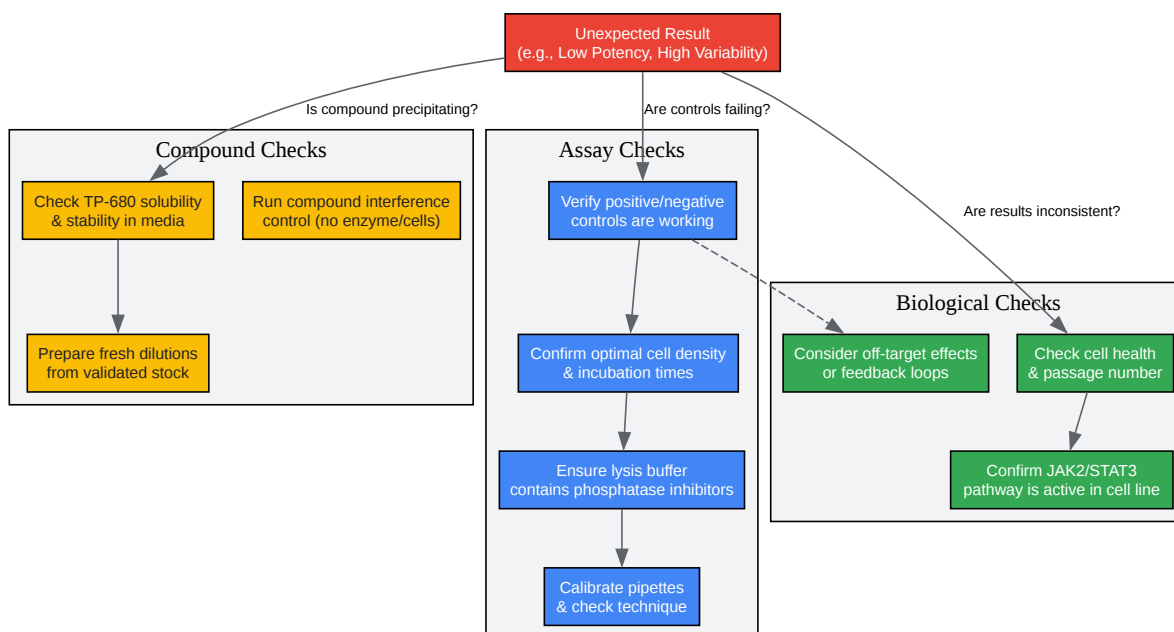 Unexpected Result
(e.g., Low Potency, High Variability)
Is compound precipitating?
Are controls failing?
Are results inconsistent?
Compound Checks
Check TP-680 solubility
& stability in media
Run compound interference
control (no enzyme/cells)
Prepare fresh dilutions
from validated stock
Assay Checks
Verify positive/negative
controls are working
Confirm optimal cell density
& incubation times
Ensure lysis buffer
contains phosphatase inhibitors
Calibrate pipettes
& check technique
Biological Checks
Consider off-target effects
or feedback loops
Check cell health
& passage number
Confirm JAK2/STAT3
pathway is active in cell line